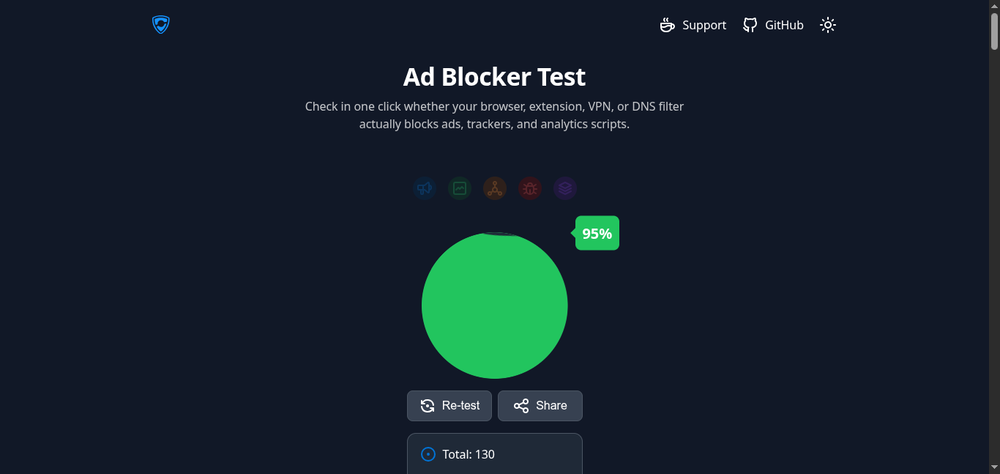 Support
GitHub
Ad Blocker Test
Check in one click whether your browser, extension, VPN, or DNS filter
actually blocks ads, trackers, and analytics scripts.
95%
Re-test
Share
Total: 130